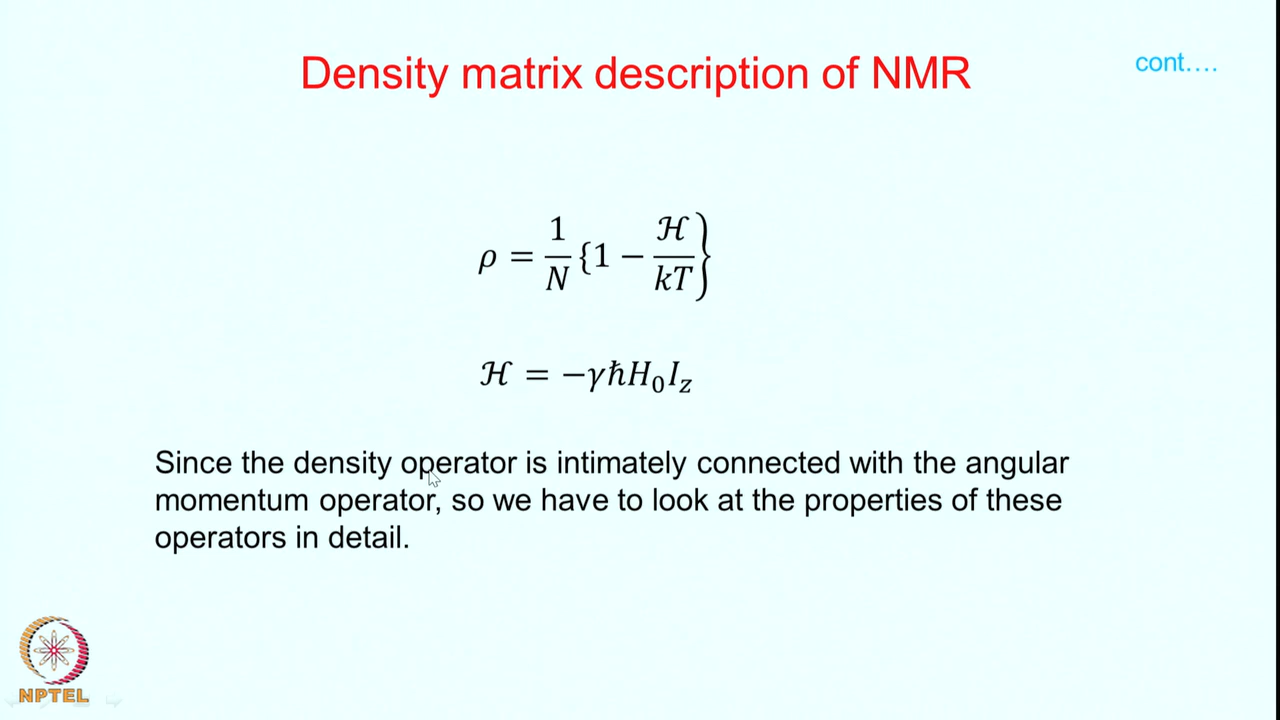 Density matrix description of NMR
cont....
ρ = 1/N {1 − ℋ/kT}
ℋ = −γℏH₀I_z
Since the density operator is intimately connected with the angular
momentum operator, so we have to look at the properties of these
operators in detail.
NPTEL